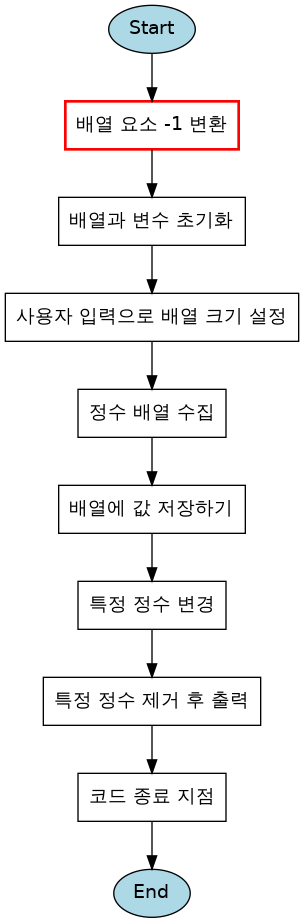 Start
배열 요소 -1 변환
배열과 변수 초기화
사용자 입력으로 배열 크기 설정
정수 배열 수집
배열에 값 저장하기
특정 정수 변경
특정 정수 제거 후 출력
코드 종료 지점
End